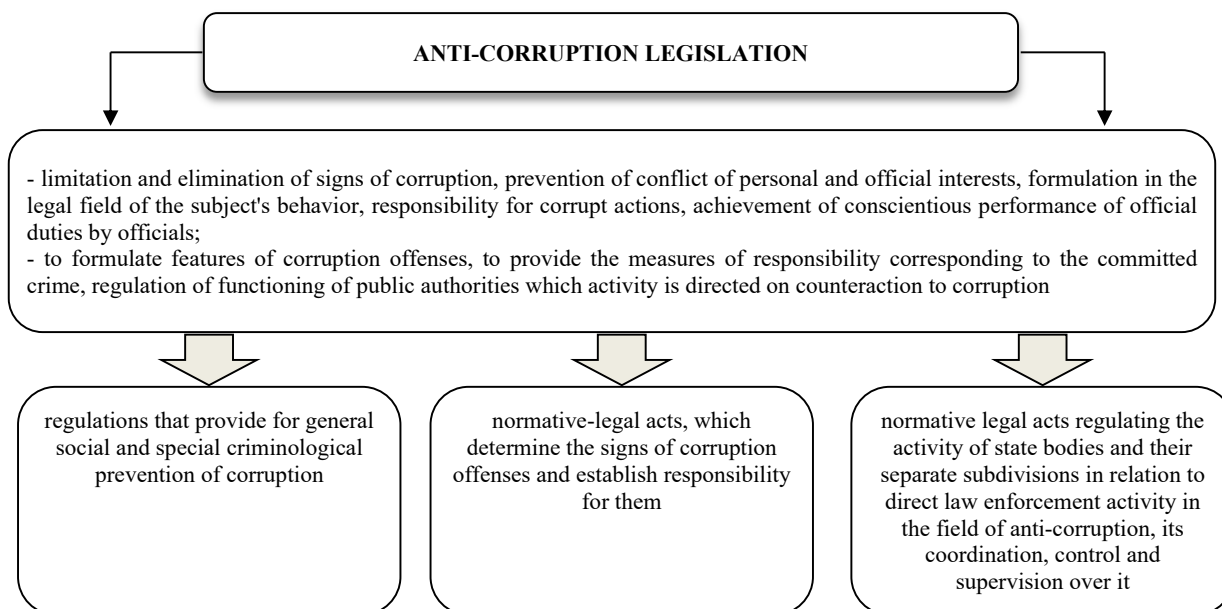 ANTI-CORRUPTION LEGISLATION
- limitation and elimination of signs of corruption, prevention of conflict of personal and official interests, formulation in the
legal field of the subject's behavior, responsibility for corrupt actions, achievement of conscientious performance of official
duties by officials;
- to formulate features of corruption offenses, to provide the measures of responsibility corresponding to the committed
crime, regulation of functioning of public authorities which activity is directed on counteraction to corruption
regulations that provide for general
social and special criminological
prevention of corruption
normative-legal acts, which
determine the signs of corruption
offenses and establish responsibility
for them
normative legal acts regulating the
activity of state bodies and their
separate subdivisions in relation to
direct law enforcement activity in
the field of anti-corruption, its
coordination, control and
supervision over it